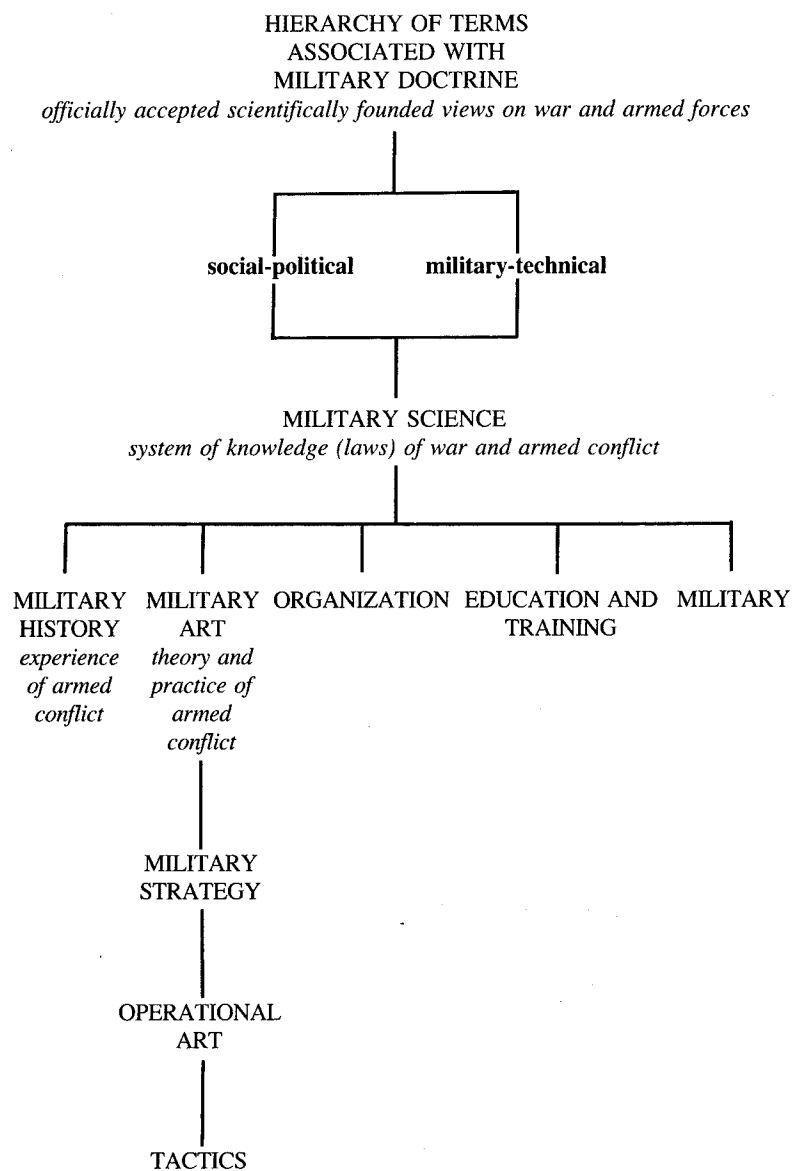 HIERARCHY OF TERMS
ASSOCIATED WITH
MILITARY DOCTRINE
officially accepted scientifically founded views on war and armed forces
social-political
military-technical
MILITARY SCIENCE
system of knowledge (laws) of war and armed conflict
MILITARY
HISTORY
experience
of armed
conflict
MILITARY
ART
theory and
practice of
armed
conflict
ORGANIZATION
EDUCATION AND
TRAINING
MILITARY
MILITARY
STRATEGY
OPERATIONAL
ART
TACTICS